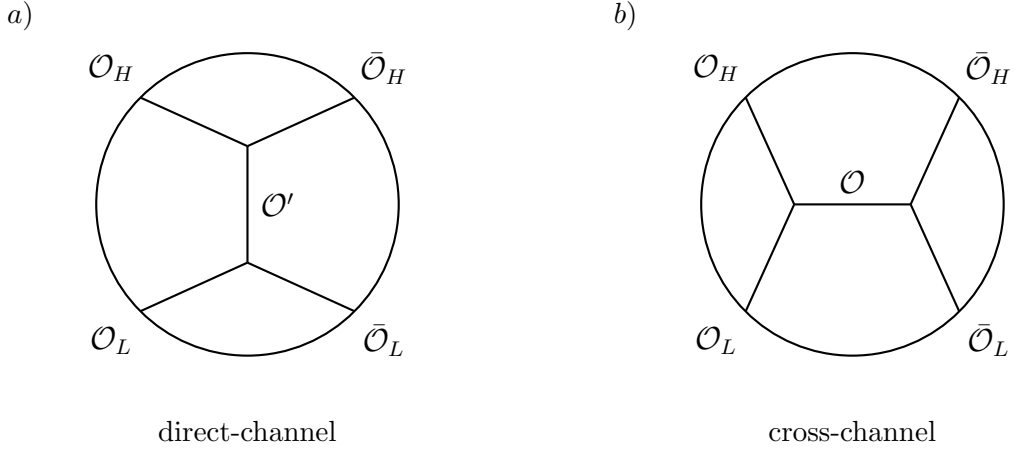 a)
b)
𝒪_H
𝒪̄_H
𝒪_H
𝒪̄_H
𝒪′
𝒪
𝒪_L
𝒪̄_L
𝒪_L
𝒪̄_L
direct-channel
cross-channel